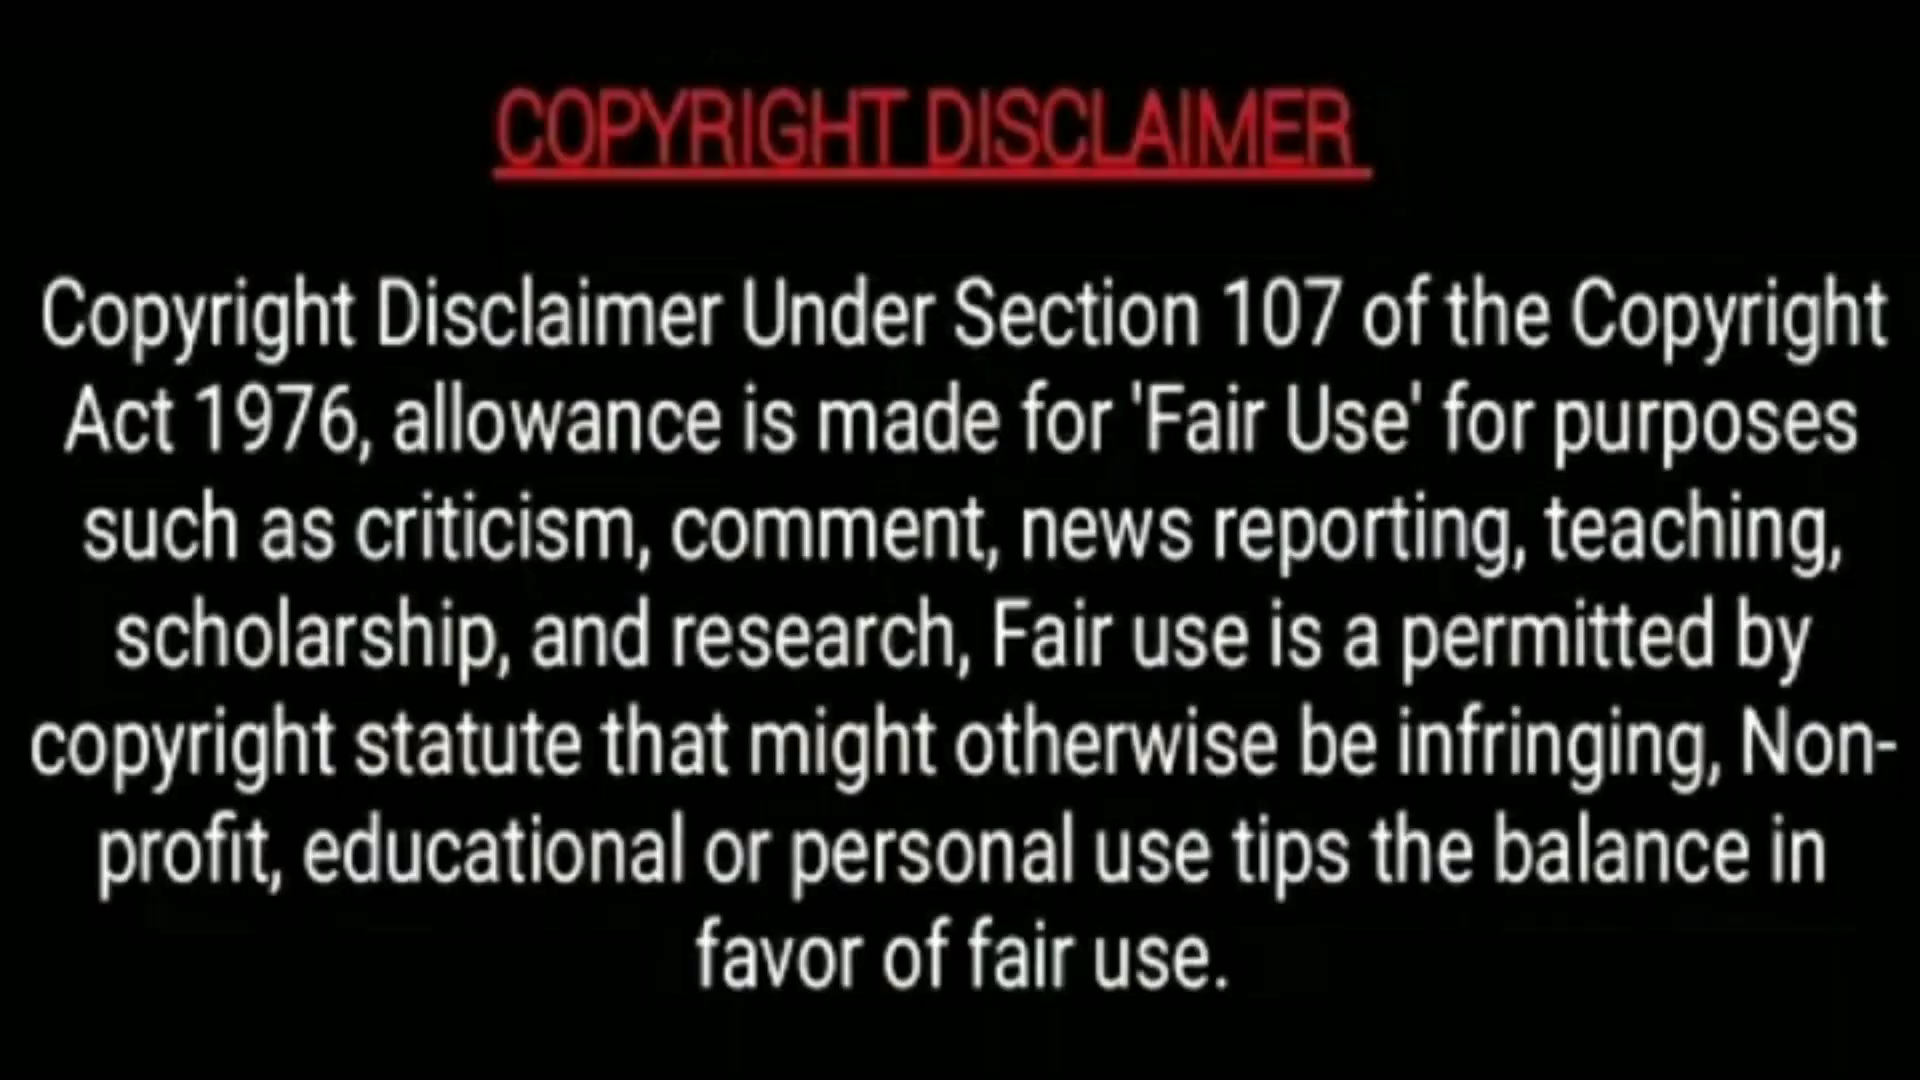 COPYRIGHT DISCLAIMER
Copyright Disclaimer Under Section 107 of the Copyright
Act 1976, allowance is made for 'Fair Use' for purposes
such as criticism, comment, news reporting, teaching,
scholarship, and research, Fair use is a permitted by
copyright statute that might otherwise be infringing, Non-
profit, educational or personal use tips the balance in
favor of fair use.